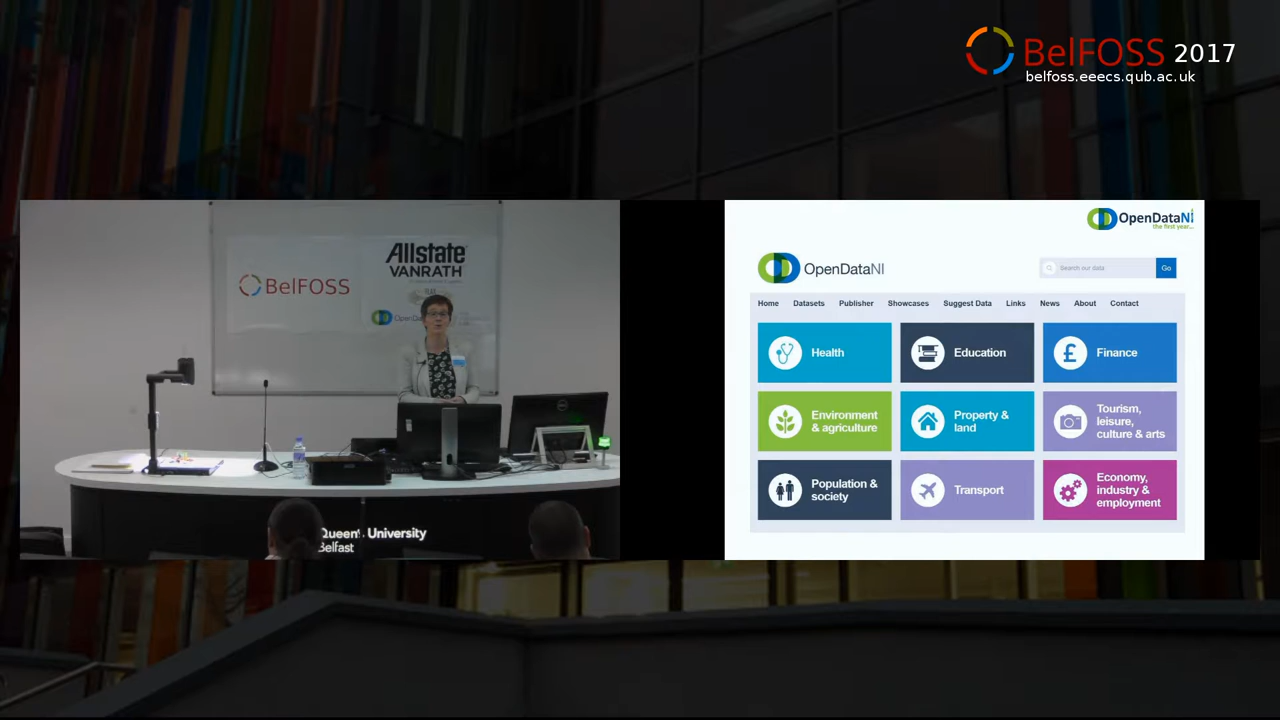 BelFOSS 2017
belfoss.eeecs.qub.ac.uk
Allstate
VANRATH
BelFOSS
OpenDa
DELL
Queen's University
Belfast
OpenDataNI
the first year...
OpenDataNI
Search our data
Go
Home Datasets Publisher Showcases Suggest Data Links News About Contact
Health
Education
Finance
Environment
& agriculture
Property &
land
Tourism,
leisure,
culture & arts
Population &
society
Transport
Economy,
industry &
employment